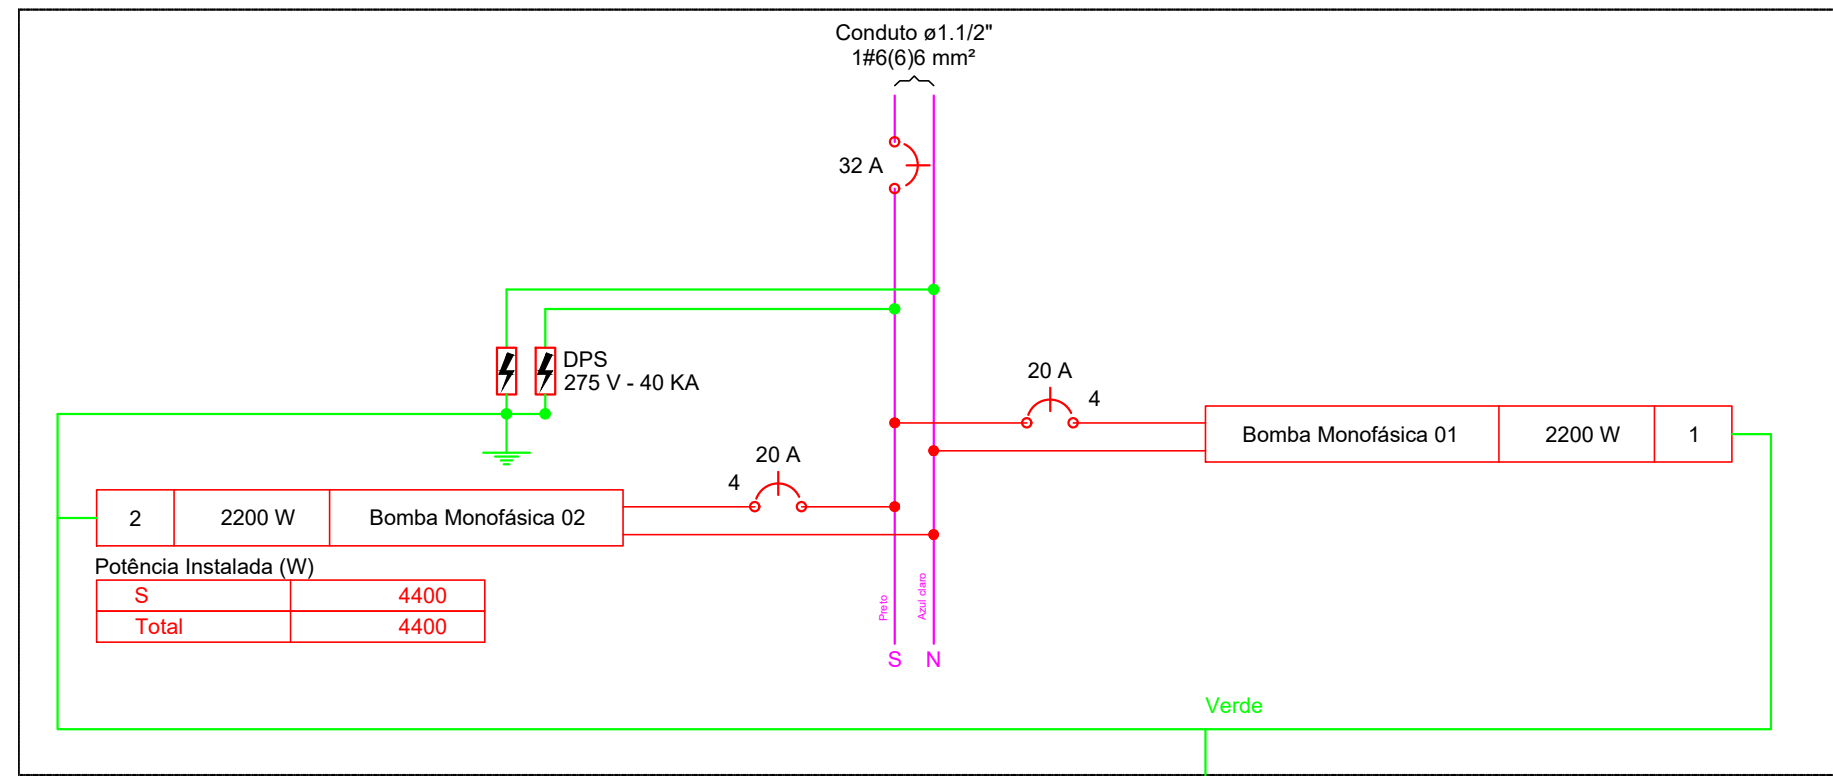 Conduto ø1.1/2"
1#6(6)6 mm²
32 A
DPS
275 V - 40 KA
20 A
4
Bomba Monofásica 01 2200 W 1
20 A
4
2 2200 W Bomba Monofásica 02
Potência Instalada (W)
S 4400
Total 4400
Preto
Azul claro
S N
Verde